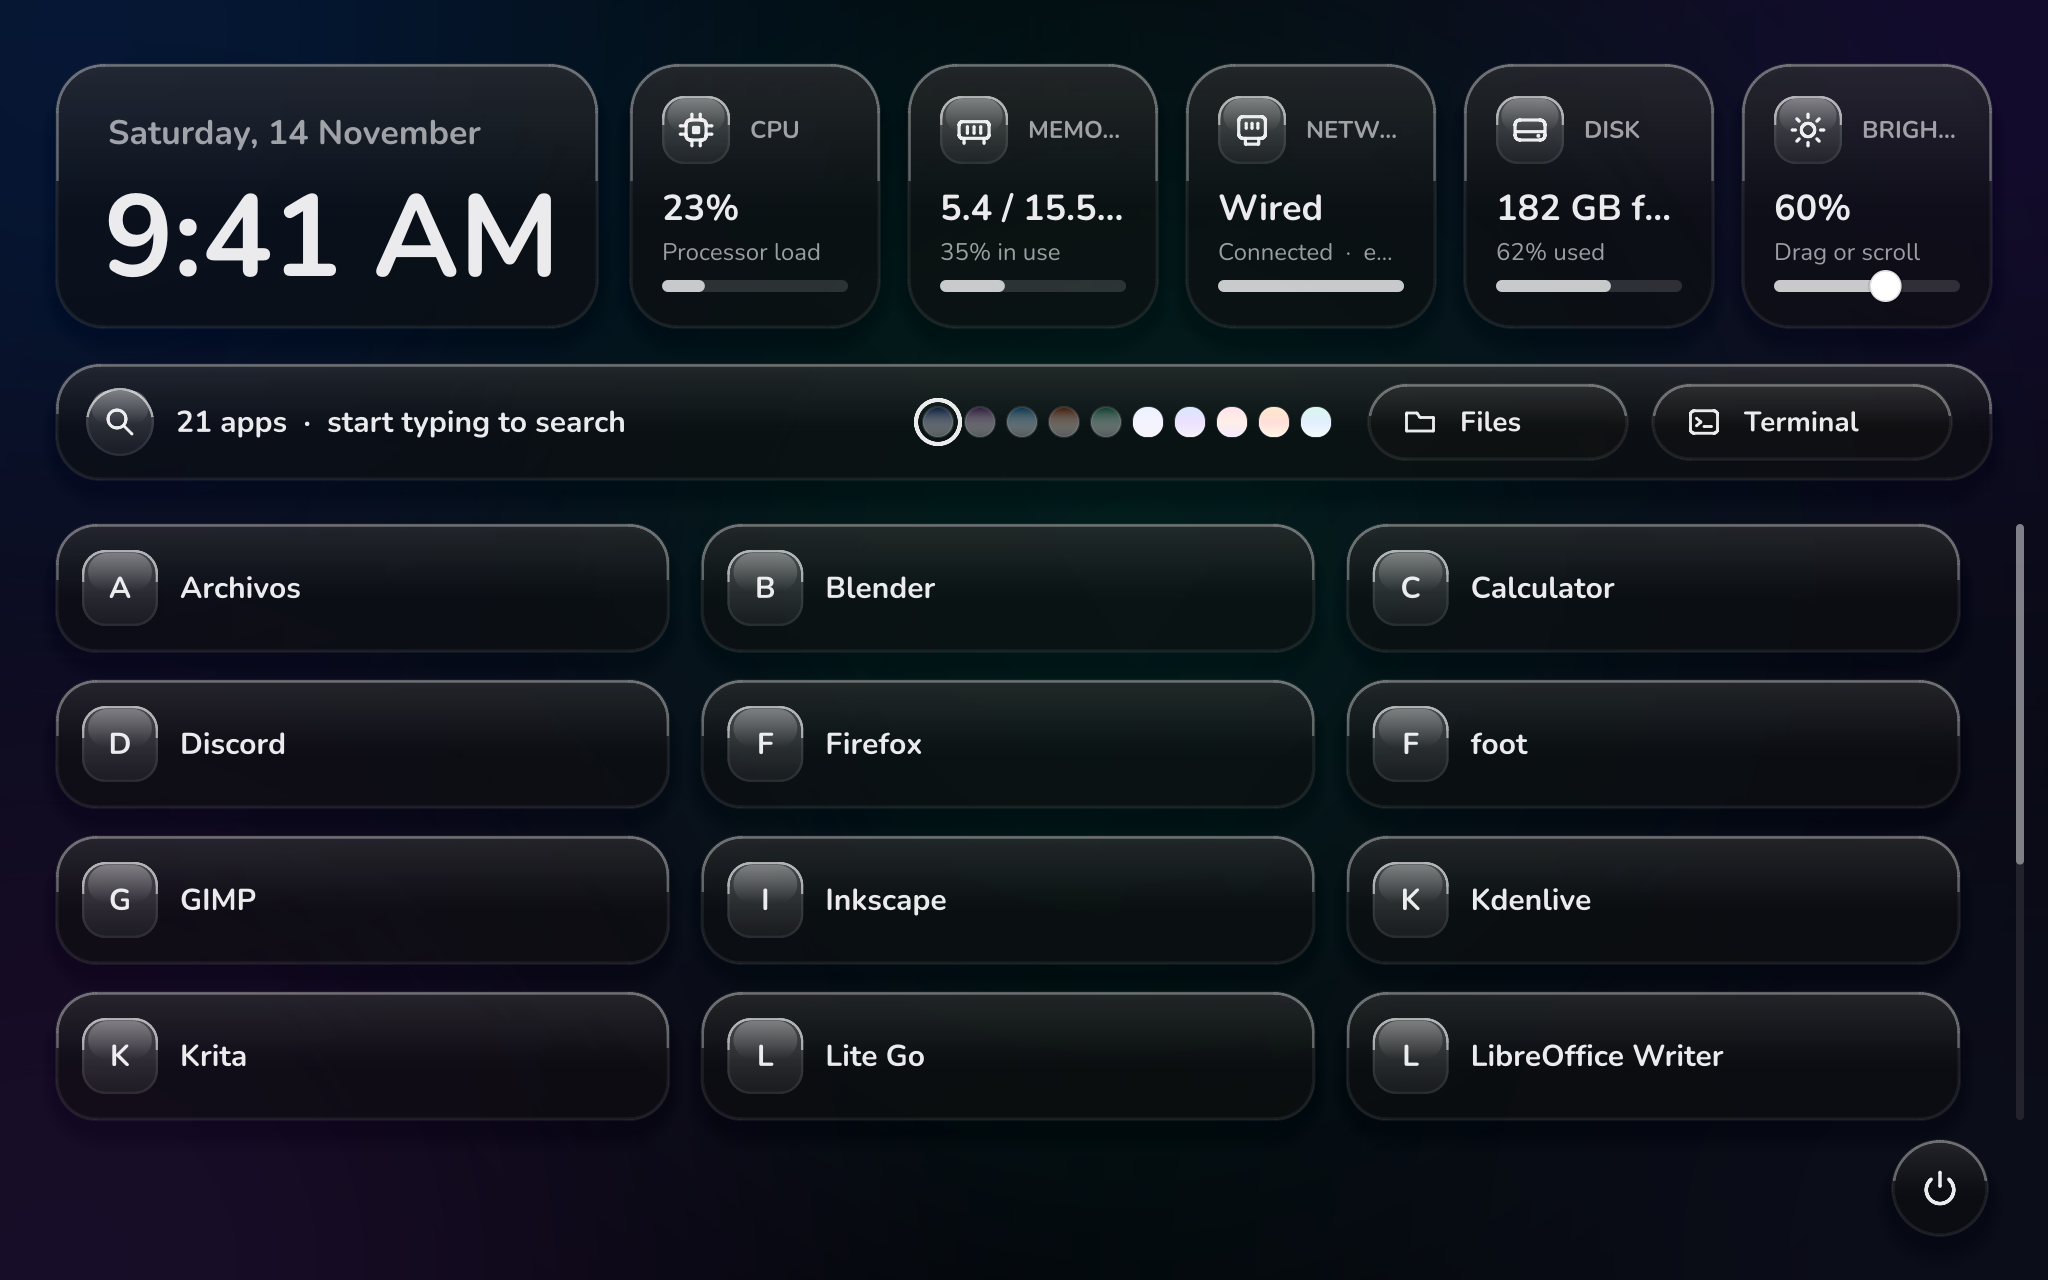 Saturday, 14 November
9:41 AM
CPU
23%
Processor load
MEMO...
5.4 / 15.5...
35% in use
NETW...
Wired
Connected · e...
DISK
182 GB f...
62% used
BRIGH...
60%
Drag or scroll
21 apps · start typing to search
Files
Terminal
A Archivos
B Blender
C Calculator
D Discord
F Firefox
F foot
G GIMP
I Inkscape
K Kdenlive
K Krita
L Lite Go
L LibreOffice Writer